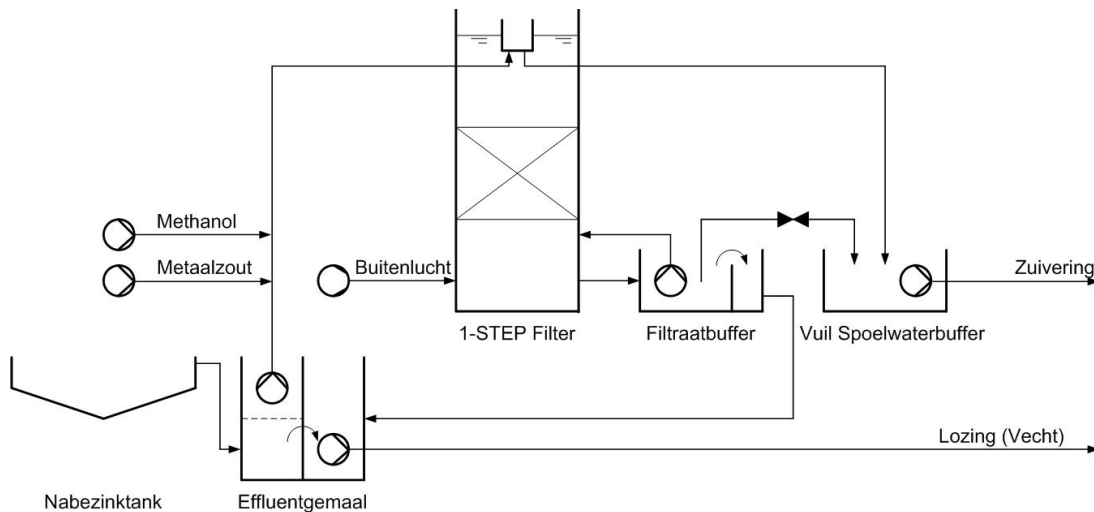 Methanol
Metaalzout
Buitenlucht
Zuivering
1-STEP Filter
Filtraatbuffer
Vuil Spoelwaterbuffer
Lozing (Vecht)
Nabezinktank
Effluentgemaal